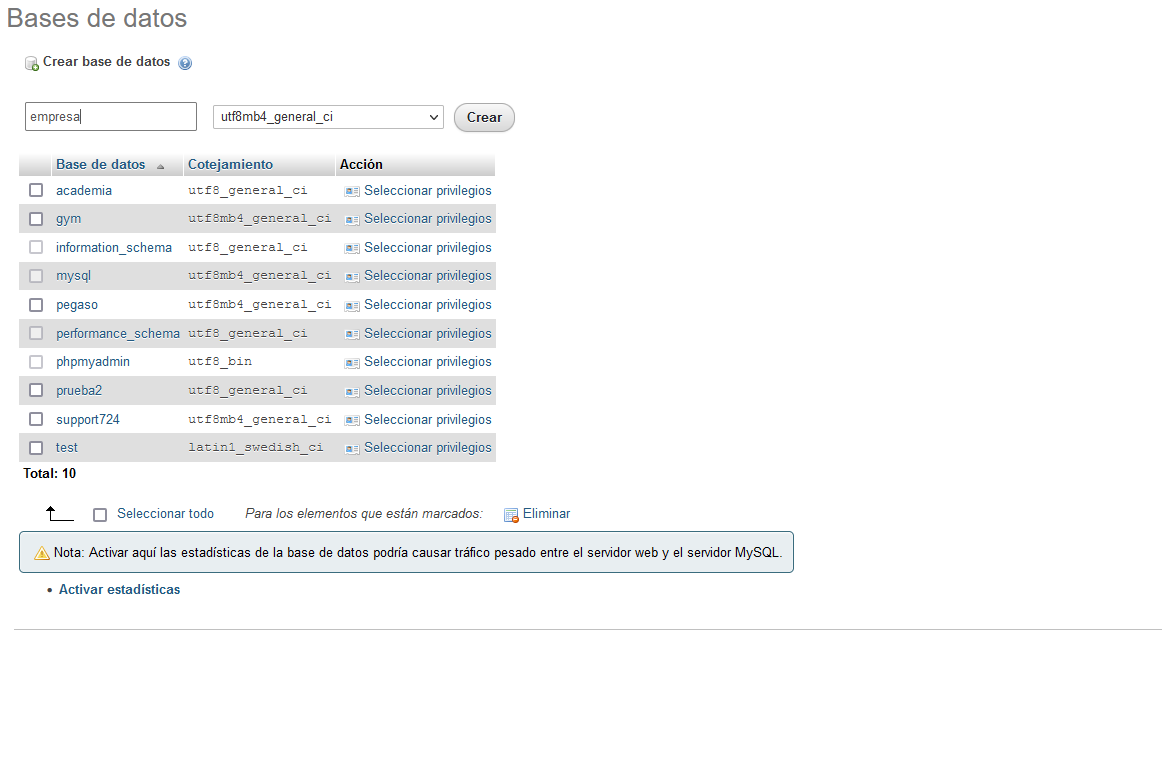 Bases de datos
Crear base de datos
empresa utf8mb4_general_ci Crear
Base de datos Cotejamiento Acción
academia utf8_general_ci Seleccionar privilegios
gym utf8mb4_general_ci Seleccionar privilegios
information_schema utf8_general_ci Seleccionar privilegios
mysql utf8mb4_general_ci Seleccionar privilegios
pegaso utf8mb4_general_ci Seleccionar privilegios
performance_schema utf8_general_ci Seleccionar privilegios
phpmyadmin utf8_bin Seleccionar privilegios
prueba2 utf8_general_ci Seleccionar privilegios
support724 utf8mb4_general_ci Seleccionar privilegios
test latin1_swedish_ci Seleccionar privilegios
Total: 10
Seleccionar todo Para los elementos que están marcados: Eliminar
Nota: Activar aquí las estadísticas de la base de datos podría causar tráfico pesado entre el servidor web y el servidor MySQL.
• Activar estadísticas